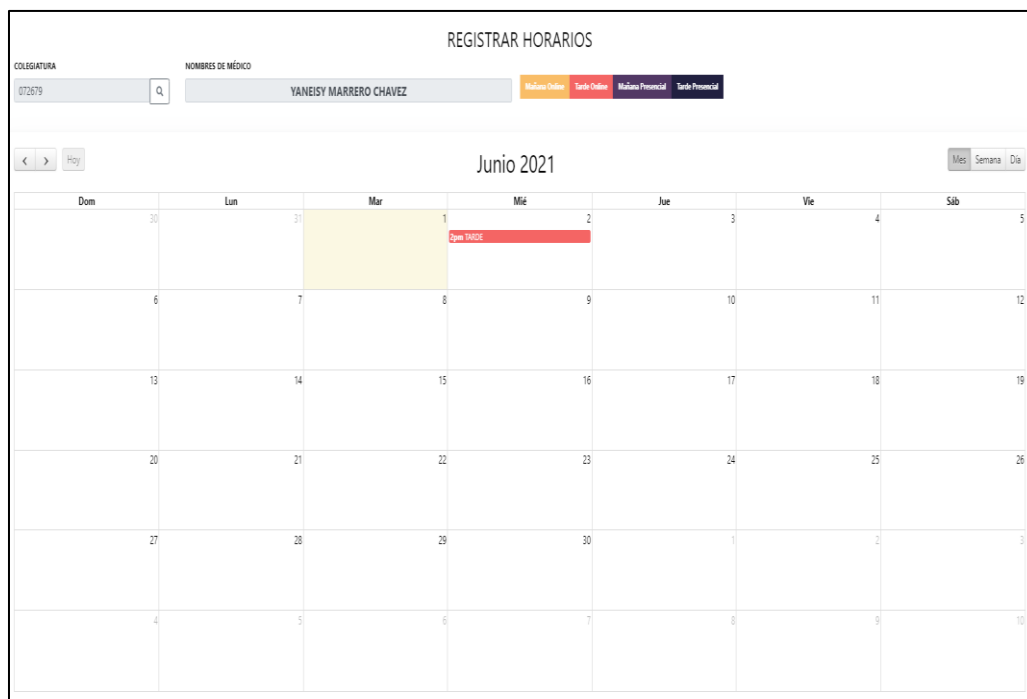 REGISTRAR HORARIOS
COLEGIATURA NOMBRES DE MÉDICO
072679 YANEISY MARRERO CHAVEZ Mañana Online Tarde Online Mañana Presencial Tarde Presencial
Hoy Junio 2021 Mes Semana Día
Dom Lun Mar Mié Jue Vie Sáb
30 31 1 2 3 4 5
2pm TARDE
6 7 8 9 10 11 12
13 14 15 16 17 18 19
20 21 22 23 24 25 26
27 28 29 30 1 2 3
4 5 6 7 8 9 10